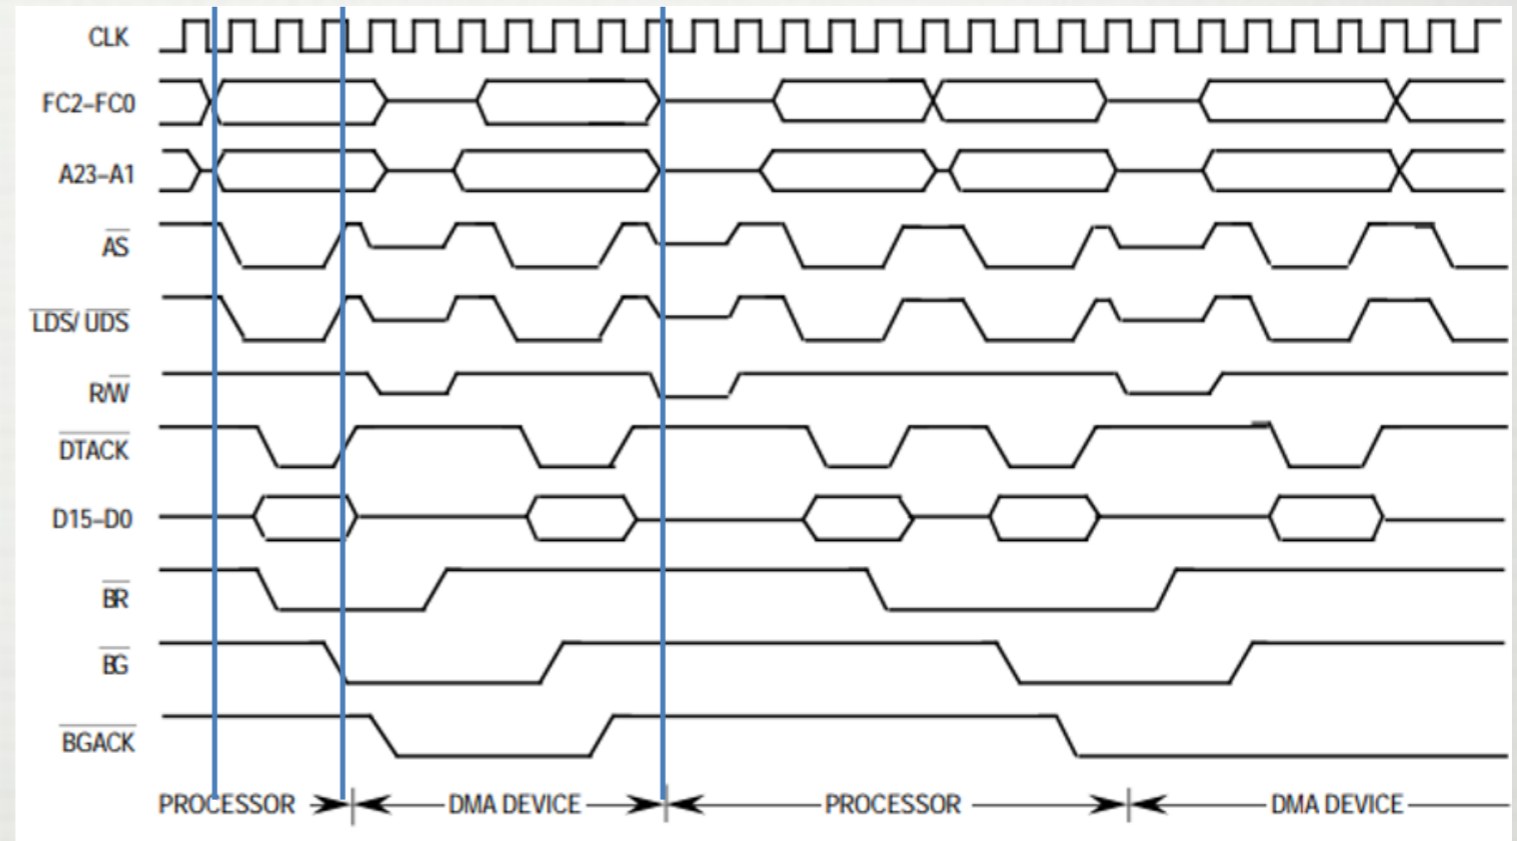 CLK
FC2–FC0
A23–A1
AS
LDS/ UDS
R/W
DTACK
D15–D0
BR
BG
BGACK
PROCESSOR DMA DEVICE PROCESSOR DMA DEVICE